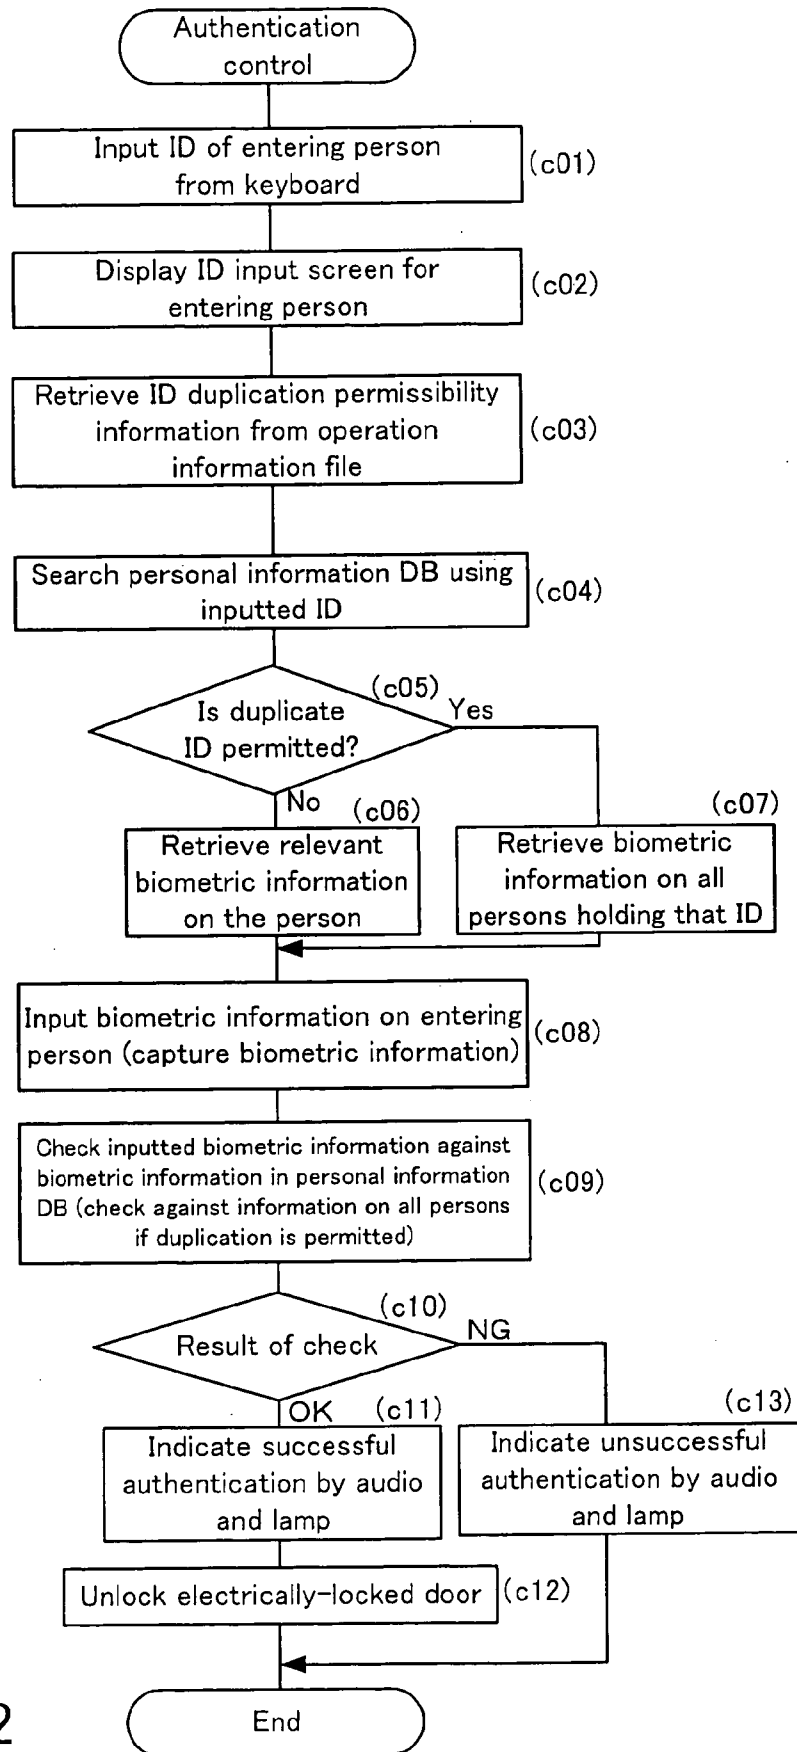 Authentication
control
Input ID of entering person
from keyboard
(c01)
Display ID input screen for
entering person
(c02)
Retrieve ID duplication permissibility
information from operation
information file
(c03)
Search personal information DB using
inputted ID
(c04)
(c05)
Is duplicate
ID permitted?
Yes
No
(c06)
Retrieve relevant
biometric information
on the person
(c07)
Retrieve biometric
information on all
persons holding that ID
Input biometric information on entering
person (capture biometric information)
(c08)
Check inputted biometric information against
biometric information in personal information
DB (check against information on all persons
if duplication is permitted)
(c09)
(c10)
Result of check
NG
OK
(c11)
Indicate successful
authentication by audio
and lamp
(c13)
Indicate unsuccessful
authentication by audio
and lamp
Unlock electrically-locked door
(c12)
End
2